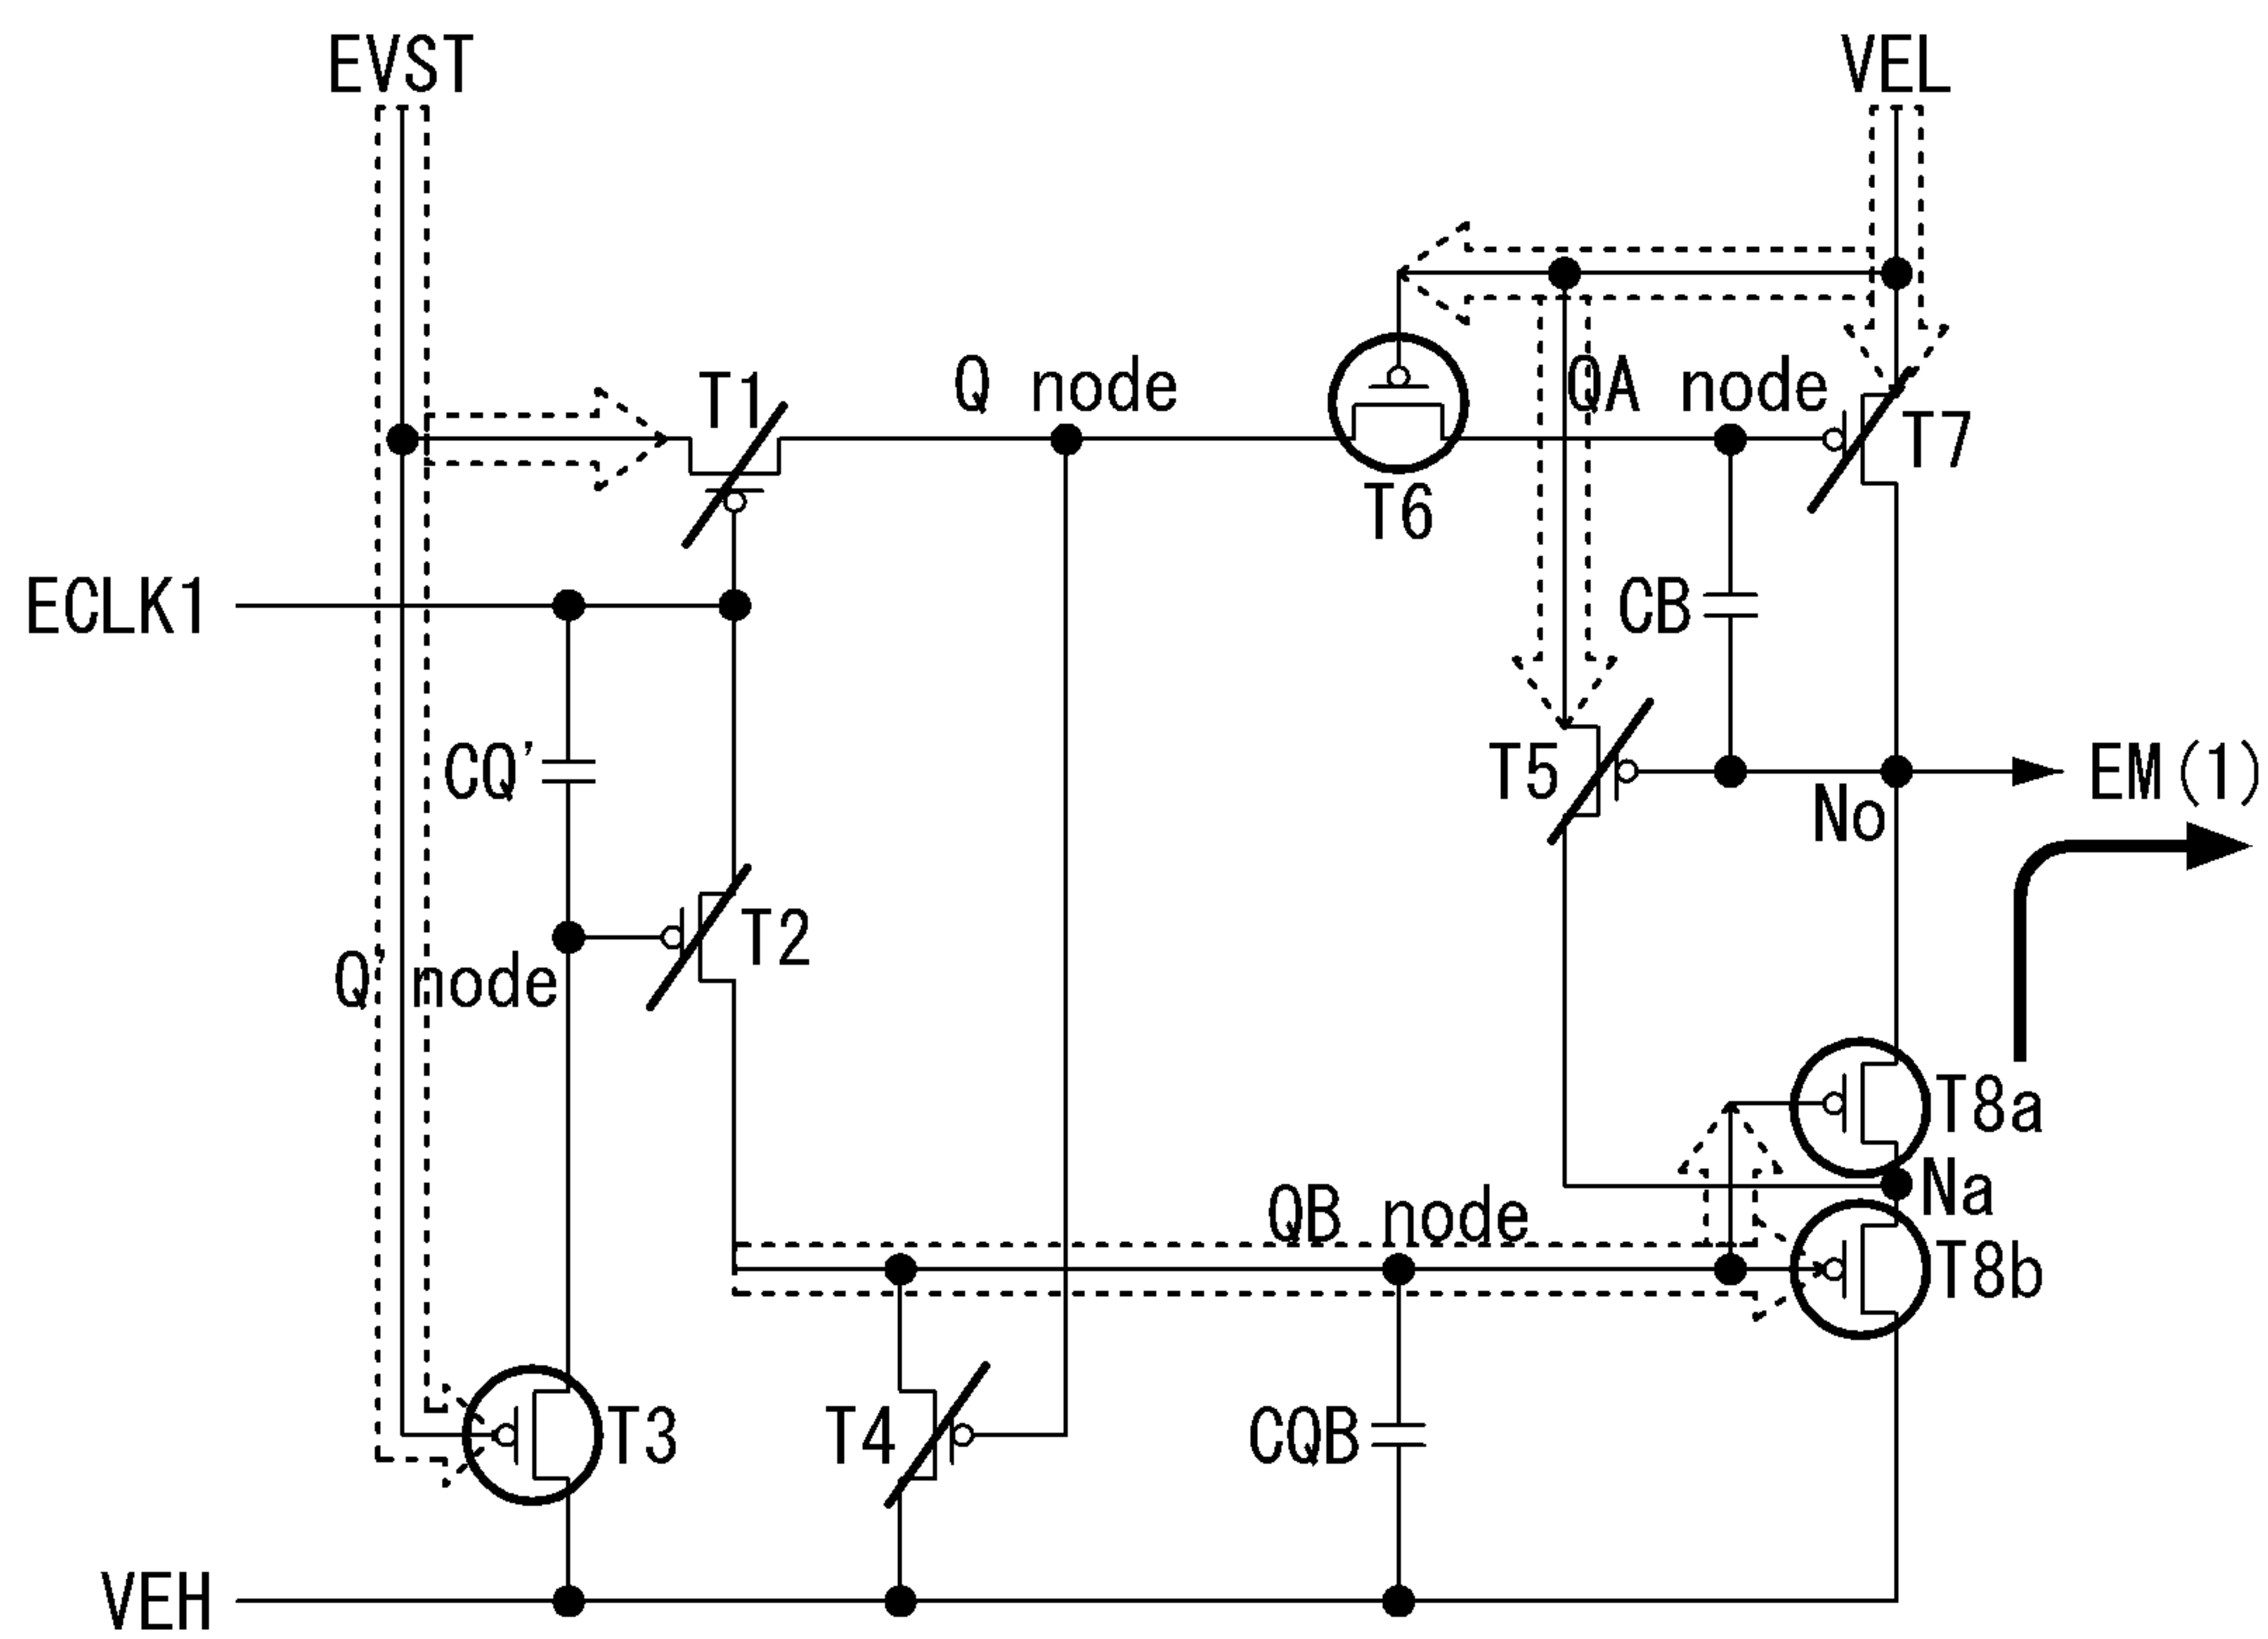 EVST
VEL
T1
Q node
QA node
T7
T6
ECLK1
CB
CQ'
T5
No
EM(1)
T2
Q' node
T8a
Na
QB node
T8b
T3
T4
CQB
VEH